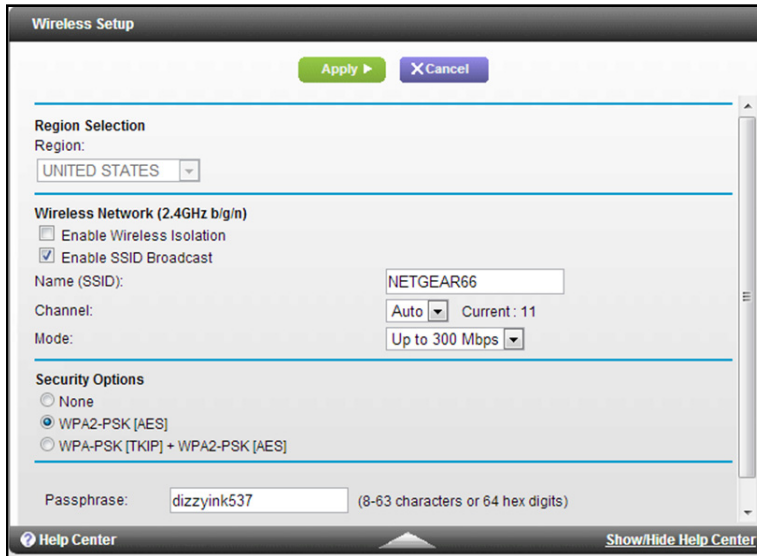 Wireless Setup
Apply
Cancel
Region Selection
Region:
UNITED STATES
Wireless Network (2.4GHz b/g/n)
Enable Wireless Isolation
Enable SSID Broadcast
Name (SSID): NETGEAR66
Channel: Auto Current : 11
Mode: Up to 300 Mbps
Security Options
None
WPA2-PSK [AES]
WPA-PSK [TKIP] + WPA2-PSK [AES]
Passphrase: dizzyink537 (8-63 characters or 64 hex digits)
? Help Center Show/Hide Help Center